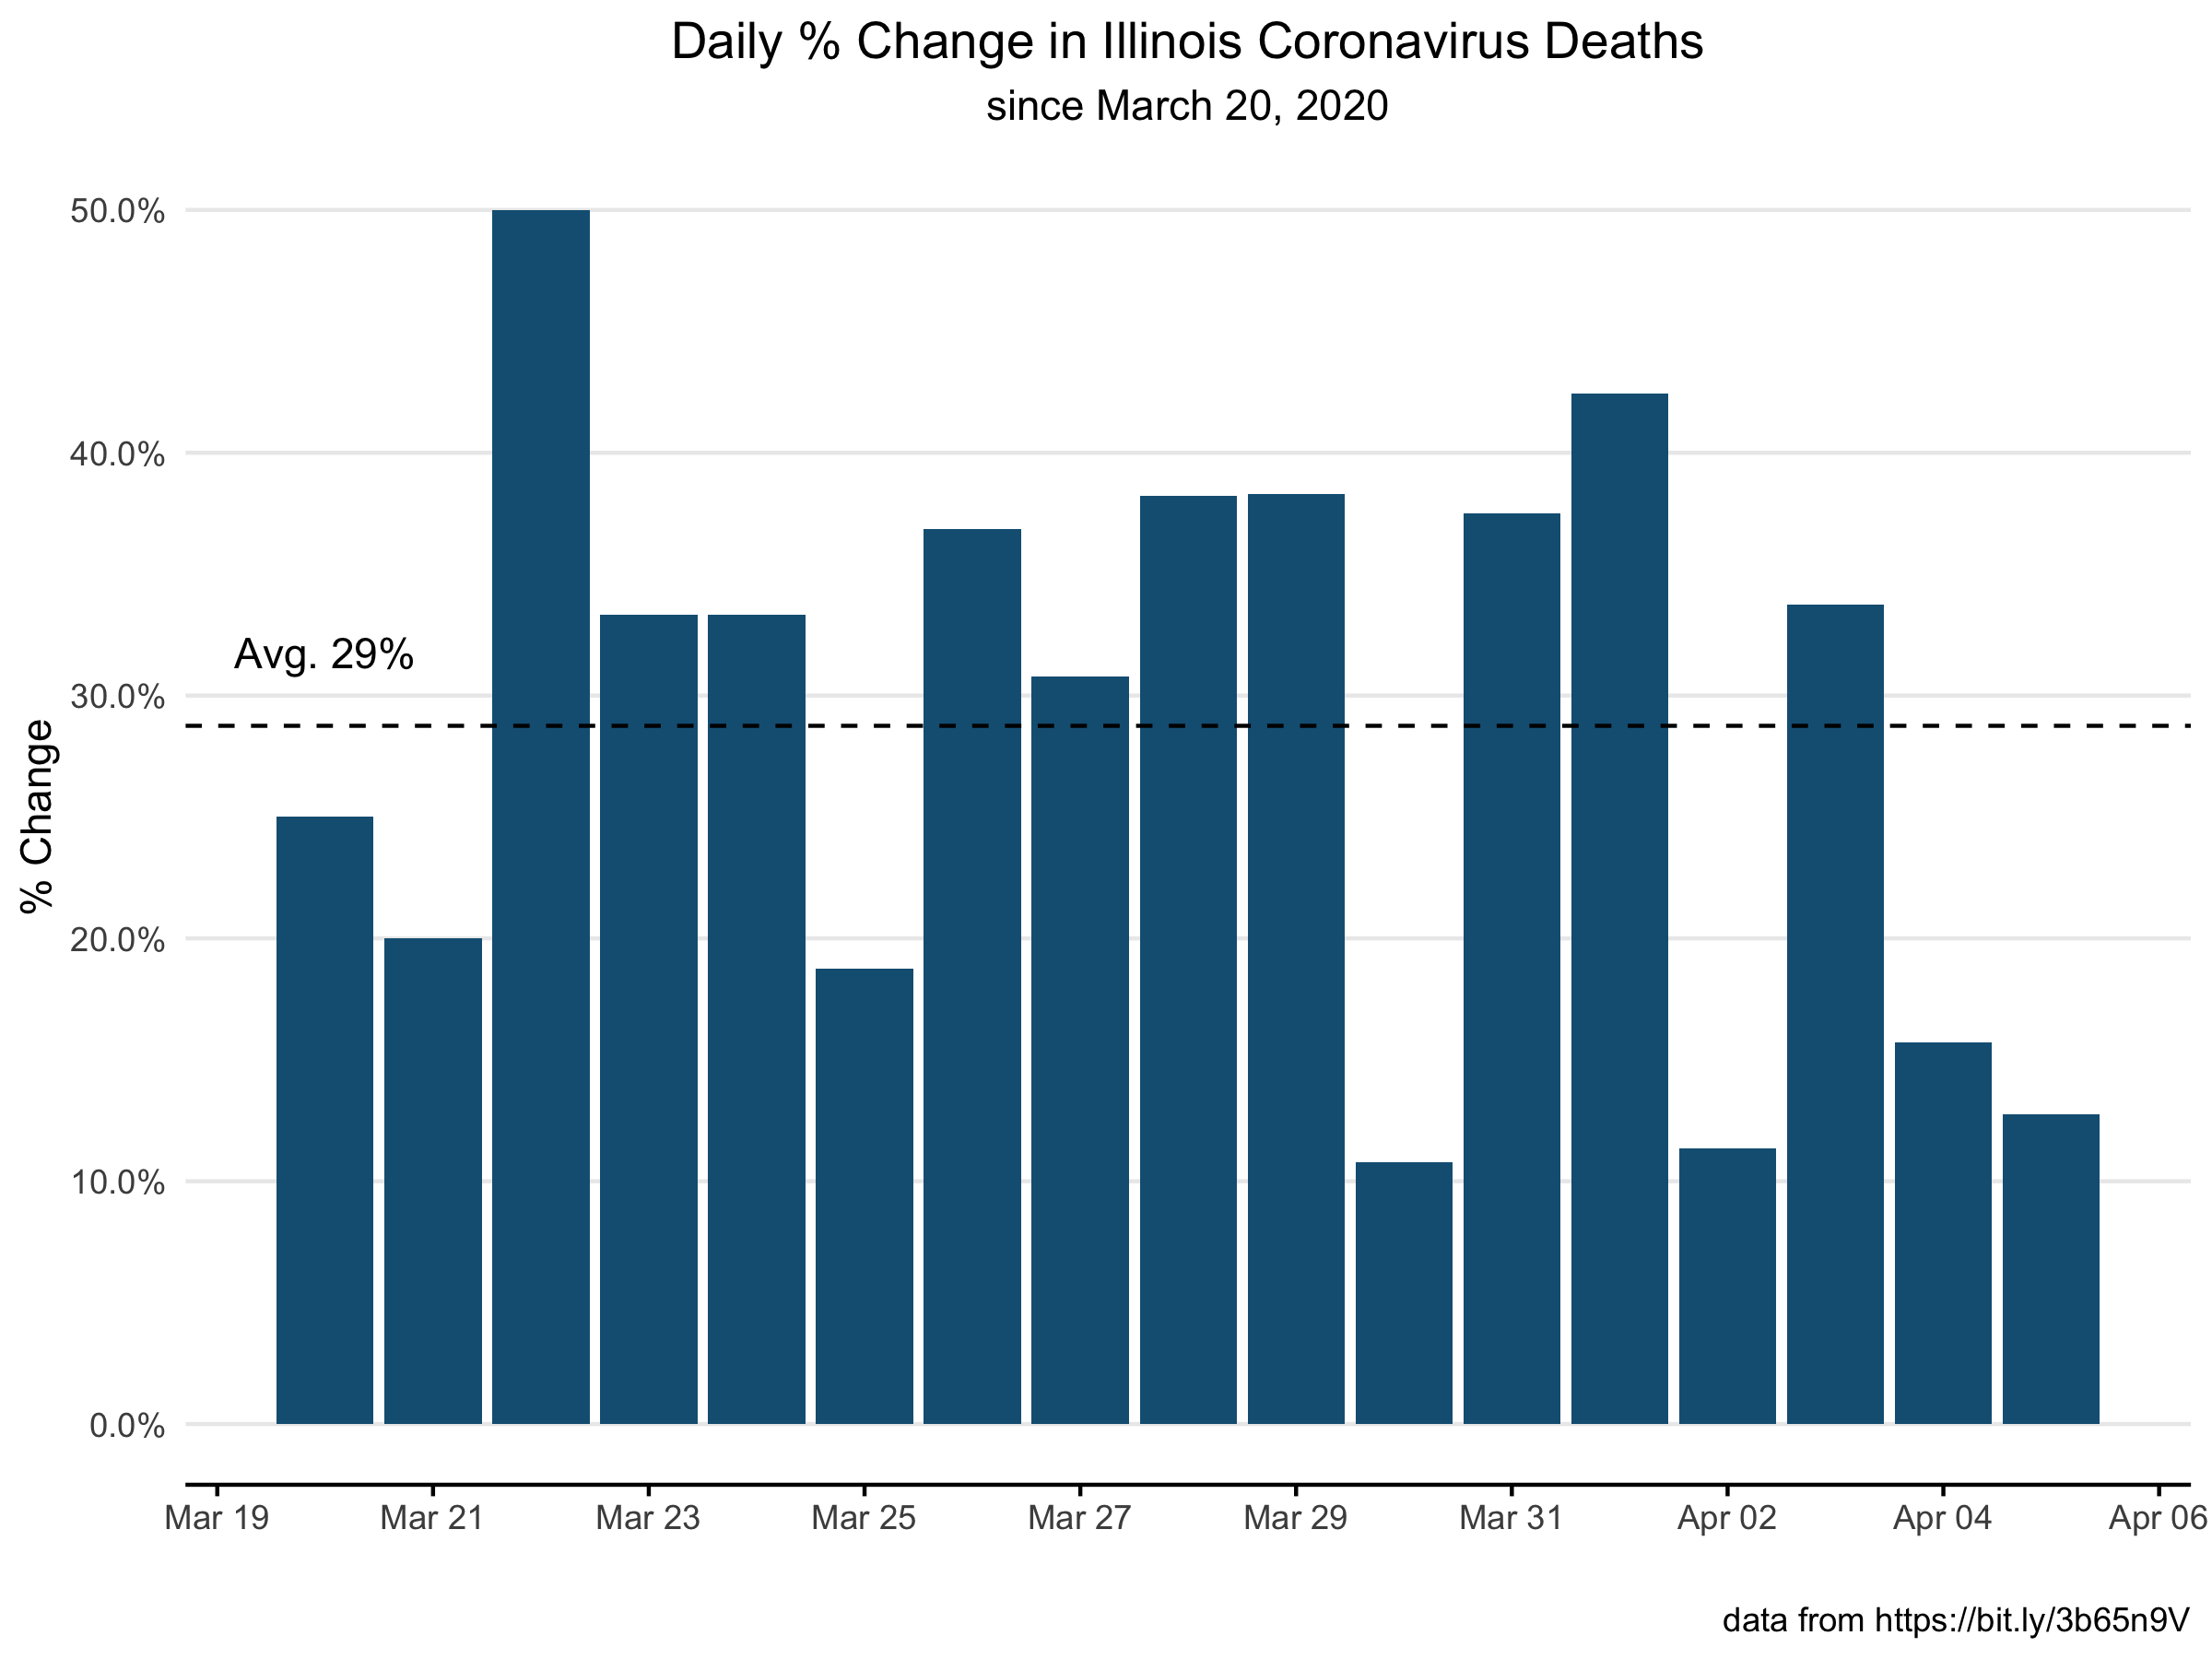 Daily % Change in Illinois Coronavirus Deaths
since March 20, 2020
50.0%
40.0%
Avg. 29%
30.0%
% Change
20.0%
10.0%
0.0%
Mar 19 Mar 21 Mar 23 Mar 25 Mar 27 Mar 29 Mar 31 Apr 02 Apr 04 Apr 06
data from https://bit.ly/3b65n9V